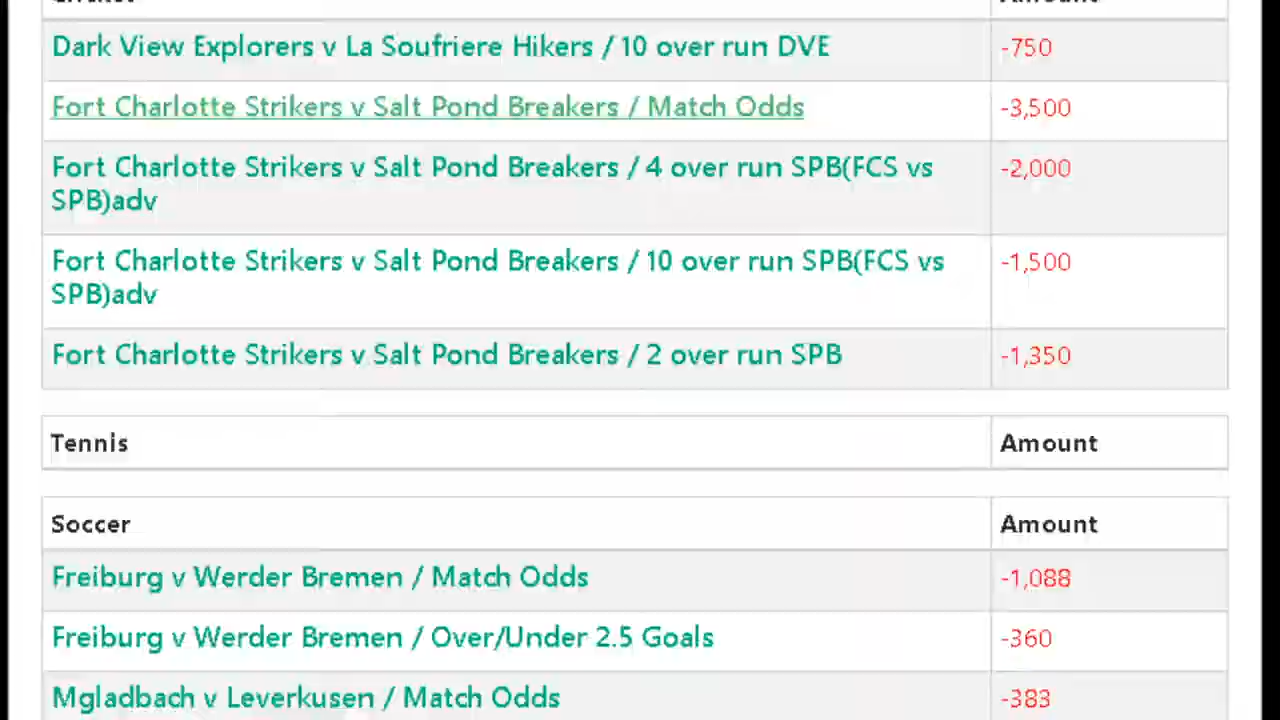 Cricket Amount
Dark View Explorers v La Soufriere Hikers / 10 over run DVE -750
Fort Charlotte Strikers v Salt Pond Breakers / Match Odds -3,500
Fort Charlotte Strikers v Salt Pond Breakers / 4 over run SPB(FCS vs -2,000
SPB)adv
Fort Charlotte Strikers v Salt Pond Breakers / 10 over run SPB(FCS vs -1,500
SPB)adv
Fort Charlotte Strikers v Salt Pond Breakers / 2 over run SPB -1,350
Tennis Amount
Soccer Amount
Freiburg v Werder Bremen / Match Odds -1,088
Freiburg v Werder Bremen / Over/Under 2.5 Goals -360
Mgladbach v Leverkusen / Match Odds -383